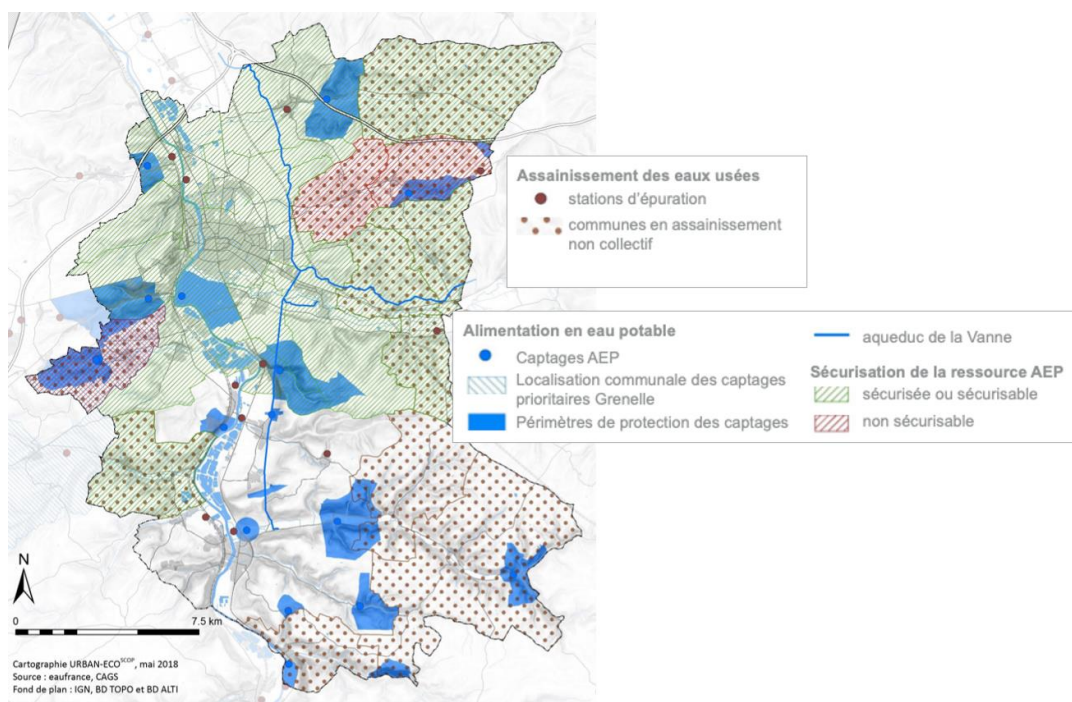 Assainissement des eaux usées
stations d'épuration
communes en assainissement
non collectif
Alimentation en eau potable
Captages AEP
Localisation communale des captages
prioritaires Grenelle
Périmètres de protection des captages
aqueduc de la Vanne
Sécurisation de la ressource AEP
sécurisée ou sécurisable
non sécurisable
N
0 7.5 km
Cartographie URBAN-ECO SCOP, mai 2018
Source : eaufrance, CAGS
Fond de plan : IGN, BD TOPO et BD ALTI